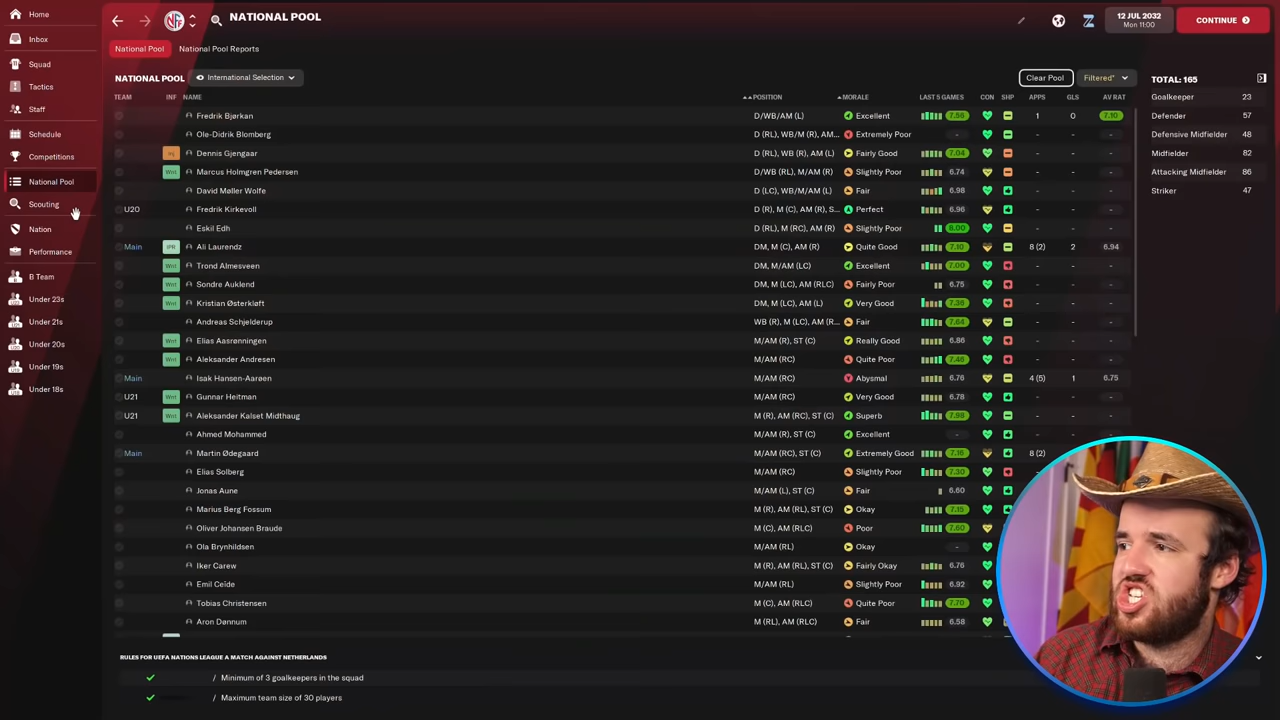 Home
NATIONAL POOL
12 JUL 2032
Mon 11:00
CONTINUE
Inbox
National Pool
National Pool Reports
Squad
Tactics
Staff
Schedule
Competitions
National Pool
Scouting
Nation
Performance
B Team
Under 23s
Under 21s
Under 20s
Under 19s
Under 18s
NATIONAL POOL International Selection Clear Pool Filtered*
TEAM INF NAME POSITION MORALE LAST 5 GAMES CON SHP APPS GLS AV RAT
Fredrik Bjørkan D/WB/AM (L) Excellent 7.56 1 0 7.10
Ole-Didrik Blomberg D (RL), WB/M (R), AM... Extremely Poor - - - -
Inj Dennis Gjengaar D (RL), WB (R), AM (L) Fairly Good 7.04 - - -
Wnt Marcus Holmgren Pedersen D/WB (RL), M/AM (R) Slightly Poor 6.74 - - -
David Møller Wolfe D (LC), WB/AM (L) Fair 6.98 - - -
U20 Fredrik Kirkevoll D (R), M (C), AM (R), S... Perfect 6.96 - - -
Eskil Edh D (RL), M (RC), AM (R) Slightly Poor 8.00 - - -
Main IPR Ali Laurendz DM, M (C), AM (R) Quite Good 7.10 8 (2) 2 6.94
Wnt Trond Almesveen DM, M/AM (LC) Excellent 7.00 - - -
Wnt Sondre Auklend DM, M (LC), AM (RLC) Fairly Poor 6.75 - - -
Wnt Kristian Østerkløft DM, M (LC), AM (L) Very Good 7.36 - - -
Andreas Schjelderup WB (R), M (LC), AM (R... Fair 7.64 - - -
Wnt Elias Aasrønningen M/AM (R), ST (C) Really Good 6.86 - - -
Wnt Aleksander Andresen M/AM (RC) Quite Poor 7.46 - - -
Main Isak Hansen-Aarøen M/AM (RC) Abysmal 6.76 4 (5) 1 6.75
U21 Wnt Gunnar Heitman M/AM (RC) Very Good 6.78 - - -
U21 Wnt Aleksander Kalset Midthaug M (R), AM (RC), ST (C) Superb 7.98 - - -
Ahmed Mohammed M/AM (R), ST (C) Excellent - - - -
Main Martin Ødegaard M/AM (RC), ST (C) Extremely Good 7.16 8 (2)
Elias Solberg M/AM (RC) Slightly Poor 7.30
Jonas Aune M/AM (L), ST (C) Fair 6.60
Marius Berg Fossum M (R), AM (RL), ST (C) Okay 7.15
Oliver Johansen Braude M (C), AM (RLC) Poor 7.60
Ola Brynhildsen M/AM (RL) Okay -
Iker Carew M (R), AM (RL), ST (C) Fairly Okay 6.76
Emil Ceïde M/AM (RL) Slightly Poor 6.92
Tobias Christensen M (C), AM (RLC) Quite Poor 7.70
Aron Dønnum M (RL), AM (RLC) Fair 6.58
TOTAL: 165
Goalkeeper 23
Defender 57
Defensive Midfielder 48
Midfielder 82
Attacking Midfielder 86
Striker 47
RULES FOR UEFA NATIONS LEAGUE A MATCH AGAINST NETHERLANDS
/ Minimum of 3 goalkeepers in the squad
/ Maximum team size of 30 players